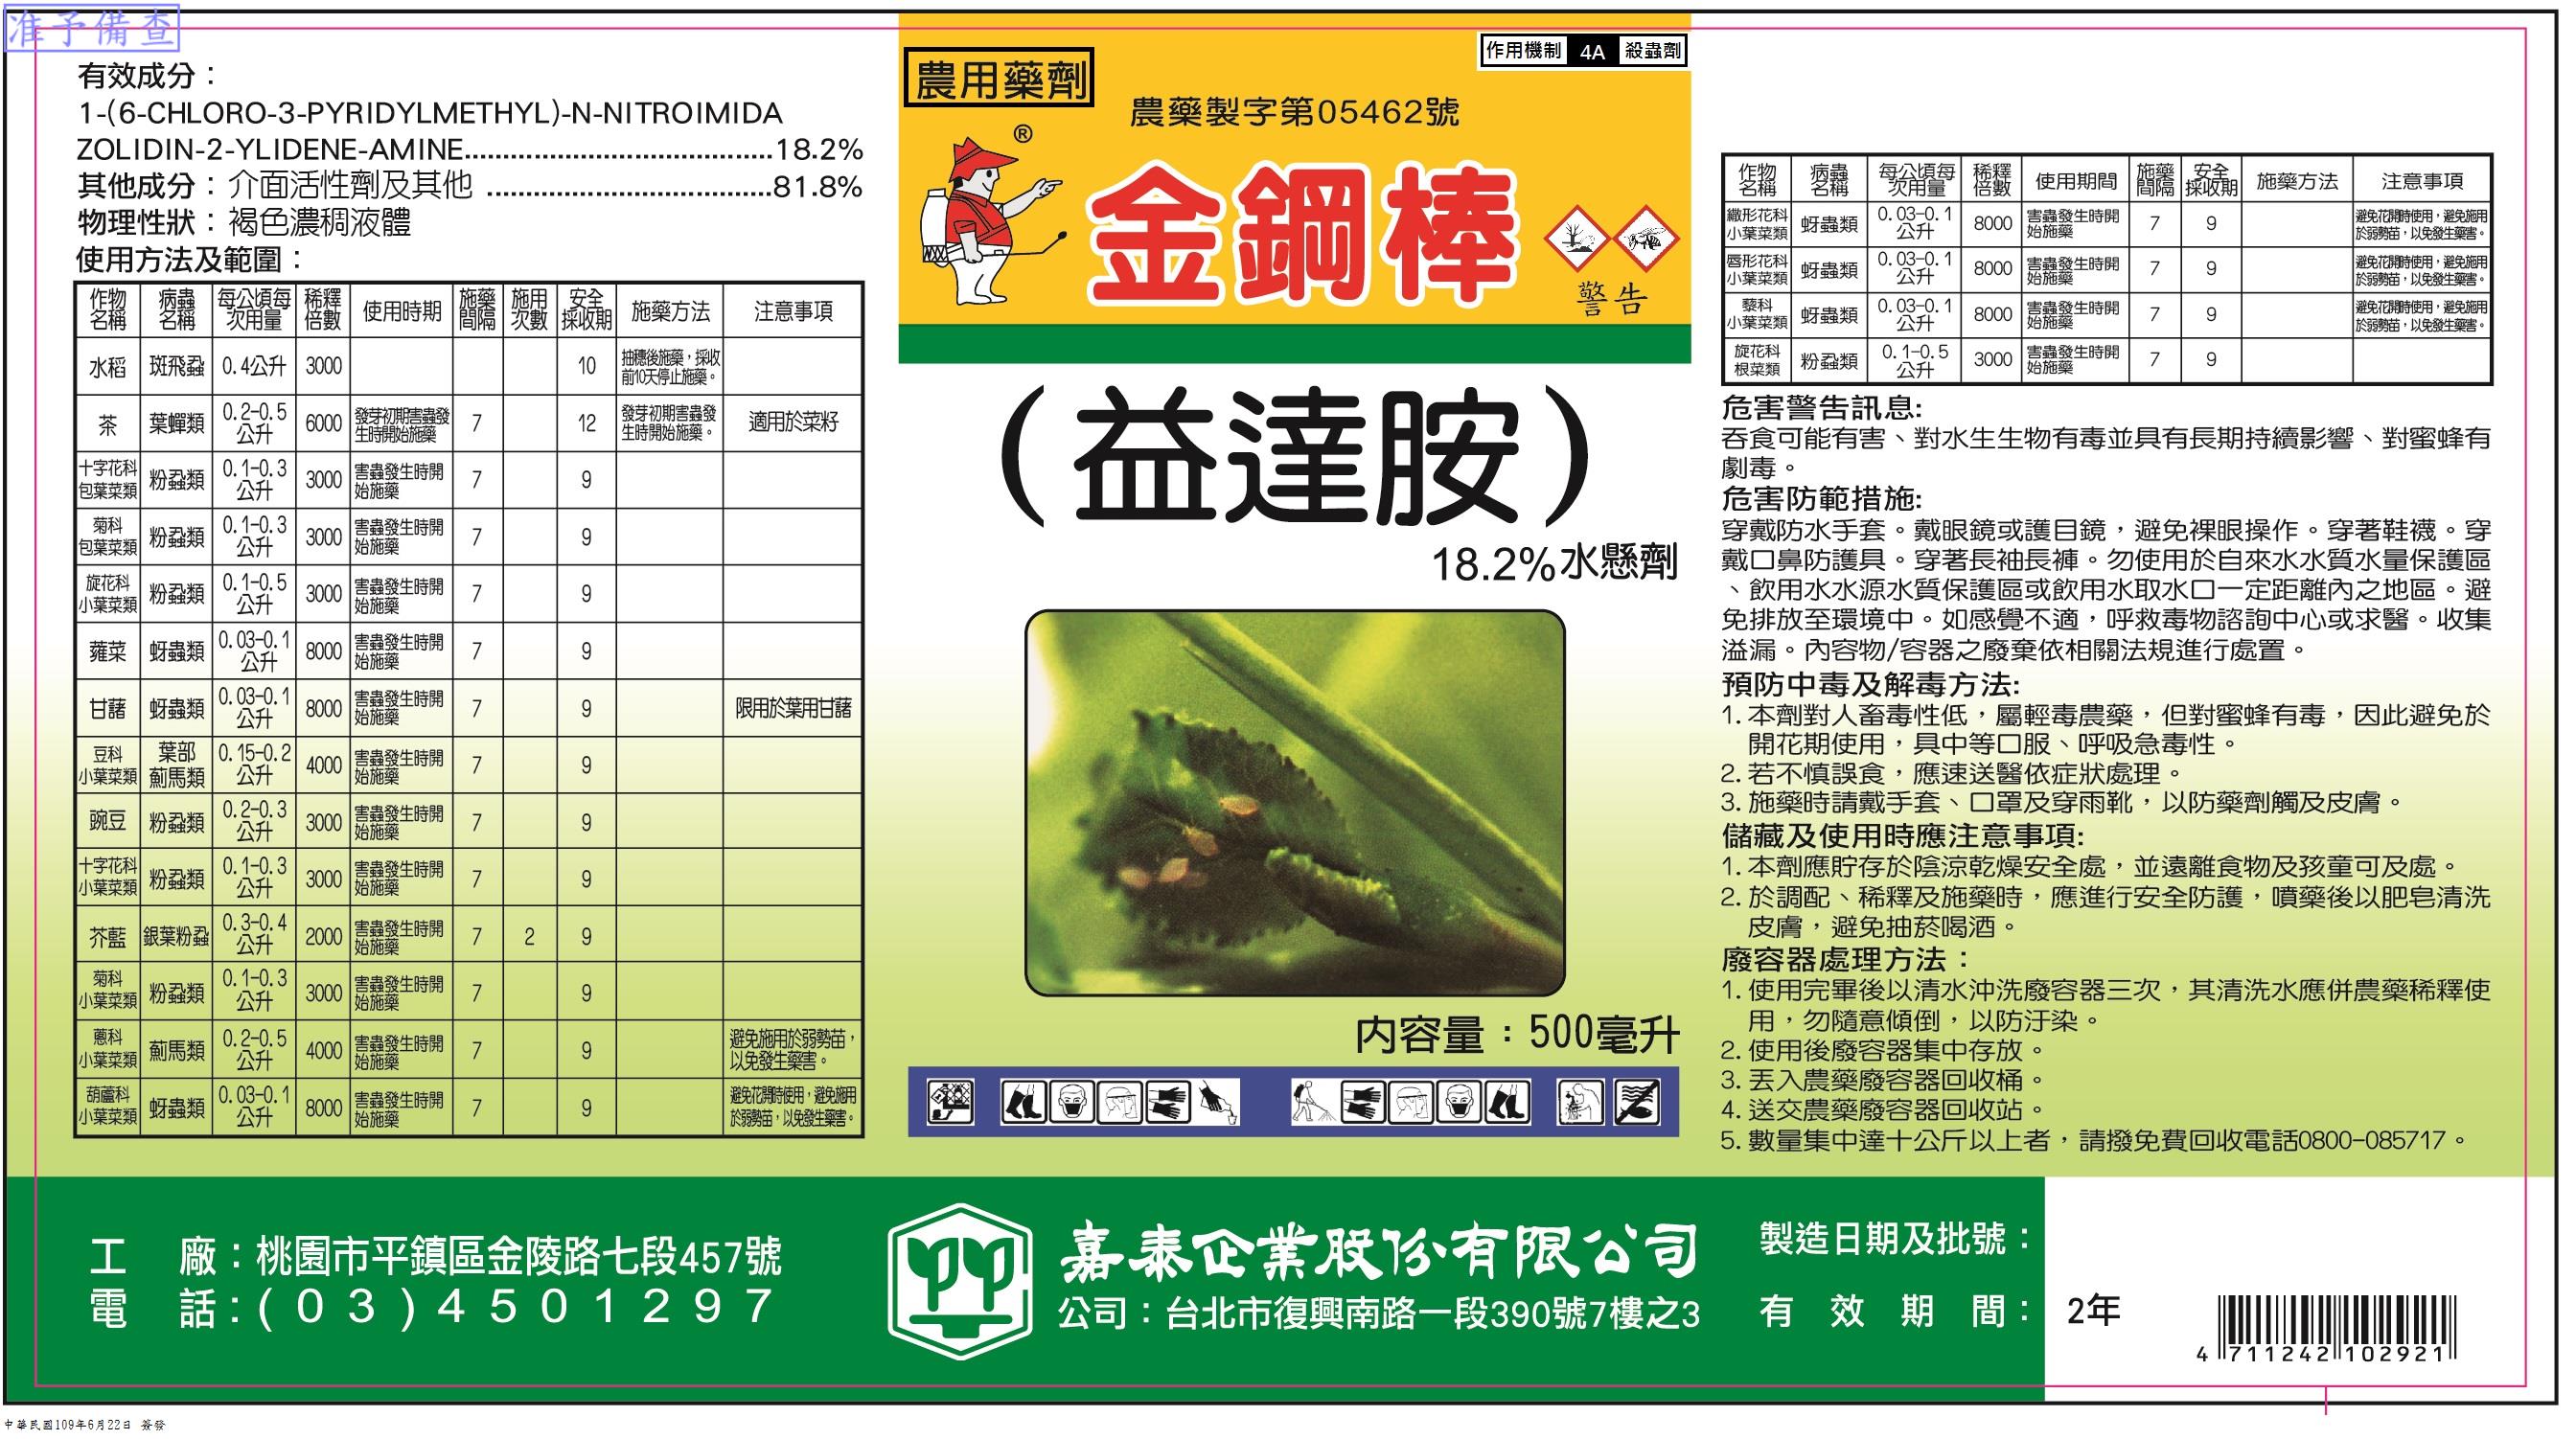 准予備查
有效成分：
1-(6-CHLORO-3-PYRIDYLMETHYL)-N-NITROIMIDA
ZOLIDIN-2-YLIDENE-AMINE..................................18.2%
其他成分：介面活性劑及其他 ...............................81.8%
物理性狀：褐色濃稠液體
使用方法及範圍：
作物名稱 病蟲名稱 每公頃每次用量 稀釋倍數 使用時期 施藥間隔 施用次數 安全採收期 施藥方法 注意事項
水稻 斑飛蝨 0.4公升 3000 10 抽穗後施藥，採收前10天停止施藥。
茶 葉蟬類 0.2-0.5公升 6000 發芽初期害蟲發生時開始施藥 7 12 發芽初期害蟲發生時開始施藥。 適用於菜籽
十字花科包葉菜類 粉蝨類 0.1-0.3公升 3000 害蟲發生時開始施藥 7 9
菊科包葉菜類 粉蝨類 0.1-0.3公升 3000 害蟲發生時開始施藥 7 9
旋花科小葉菜類 粉蝨類 0.1-0.5公升 3000 害蟲發生時開始施藥 7 9
蕹菜 蚜蟲類 0.03-0.1公升 8000 害蟲發生時開始施藥 7 9
甘藷 蚜蟲類 0.03-0.1公升 8000 害蟲發生時開始施藥 7 9 限用於葉用甘藷
豆科小葉菜類 葉部薊馬類 0.15-0.2公升 4000 害蟲發生時開始施藥 7 9
豌豆 粉蝨類 0.2-0.3公升 3000 害蟲發生時開始施藥 7 9
十字花科小葉菜類 粉蝨類 0.1-0.3公升 3000 害蟲發生時開始施藥 7 9
芥藍 銀葉粉蝨 0.3-0.4公升 2000 害蟲發生時開始施藥 7 2 9
菊科小葉菜類 粉蝨類 0.1-0.3公升 3000 害蟲發生時開始施藥 7 9
蔥科小葉菜類 薊馬類 0.2-0.5公升 4000 害蟲發生時開始施藥 7 9 避免施用於弱勢苗，以免發生藥害。
葫蘆科小葉菜類 蚜蟲類 0.03-0.1公升 8000 害蟲發生時開始施藥 7 9 避免花開時使用，避免施用於弱勢苗，以免發生藥害。
作用機制 4A 殺蟲劑
農用藥劑
農藥製字第05462號
®
金鋼棒
警告
（益達胺）
18.2%水懸劑
內容量：500毫升
作物名稱 病蟲名稱 每公頃每次用量 稀釋倍數 使用期間 施藥間隔 安全採收期 施藥方法 注意事項
繖形花科小葉菜類 蚜蟲類 0.03-0.1公升 8000 害蟲發生時開始施藥 7 9 避免花開時使用，避免施用於弱勢苗，以免發生藥害。
唇形花科小葉菜類 蚜蟲類 0.03-0.1公升 8000 害蟲發生時開始施藥 7 9 避免花開時使用，避免施用於弱勢苗，以免發生藥害。
藜科小葉菜類 蚜蟲類 0.03-0.1公升 8000 害蟲發生時開始施藥 7 9 避免花開時使用，避免施用於弱勢苗，以免發生藥害。
旋花科根菜類 粉蝨類 0.1-0.5公升 3000 害蟲發生時開始施藥 7 9
危害警告訊息:
吞食可能有害、對水生生物有毒並具有長期持續影響、對蜜蜂有
劇毒。
危害防範措施:
穿戴防水手套。戴眼鏡或護目鏡，避免裸眼操作。穿著鞋襪。穿
戴口鼻防護具。穿著長袖長褲。勿使用於自來水水質水量保護區
、飲用水水源水質保護區或飲用水取水口一定距離內之地區。避
免排放至環境中。如感覺不適，呼救毒物諮詢中心或求醫。收集
溢漏。內容物/容器之廢棄依相關法規進行處置。
預防中毒及解毒方法:
1. 本劑對人畜毒性低，屬輕毒農藥，但對蜜蜂有毒，因此避免於
開花期使用，具中等口服、呼吸急毒性。
2. 若不慎誤食，應速送醫依症狀處理。
3. 施藥時請戴手套、口罩及穿雨靴，以防藥劑觸及皮膚。
儲藏及使用時應注意事項:
1. 本劑應貯存於陰涼乾燥安全處，並遠離食物及孩童可及處。
2. 於調配、稀釋及施藥時，應進行安全防護，噴藥後以肥皂清洗
皮膚，避免抽菸喝酒。
廢容器處理方法：
1. 使用完畢後以清水沖洗廢容器三次，其清洗水應併農藥稀釋使
用，勿隨意傾倒，以防汙染。
2. 使用後廢容器集中存放。
3. 丟入農藥廢容器回收桶。
4. 送交農藥廢容器回收站。
5. 數量集中達十公斤以上者，請撥免費回收電話0800-085717。
工 廠：桃園市平鎮區金陵路七段457號
電 話：(03)4501297
嘉泰企業股份有限公司
公司：台北市復興南路一段390號7樓之3
製造日期及批號：
有效期間： 2年
4 711242 102921
中華民國109年6月22日 簽發